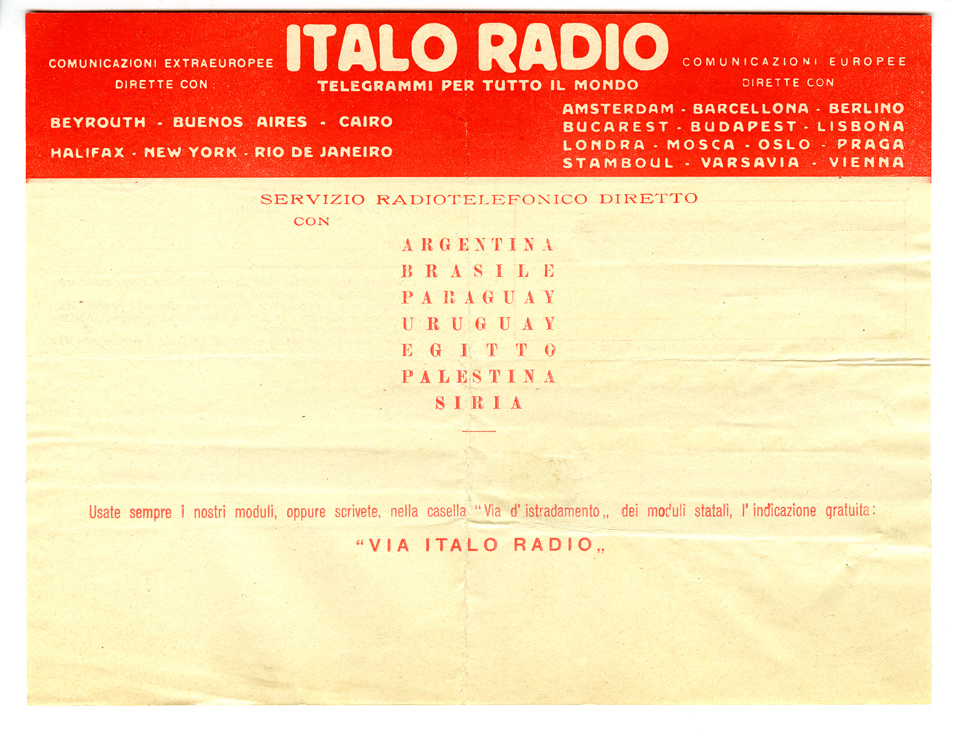 ITALO RADIO
TELEGRAMMI PER TUTTO IL MONDO
COMUNICAZIONI EXTRAEUROPEE
DIRETTE CON :
BEYROUTH - BUENOS AIRES - CAIRO
HALIFAX - NEW YORK - RIO DE JANEIRO
COMUNICAZIONI EUROPEE
DIRETTE CON
AMSTERDAM - BARCELLONA - BERLINO
BUCAREST - BUDAPEST - LISBONA
LONDRA - MOSCA - OSLO - PRAGA
STAMBOUL - VARSAVIA - VIENNA
SERVIZIO RADIOTELEFONICO DIRETTO
CON
ARGENTINA
BRASILE
PARAGUAY
URUGUAY
EGITTO
PALESTINA
SIRIA
Usate sempre i nostri moduli, oppure scrivete, nella casella “Via d'istradamento„ dei moduli statali, l'indicazione gratuita:
“VIA ITALO RADIO„